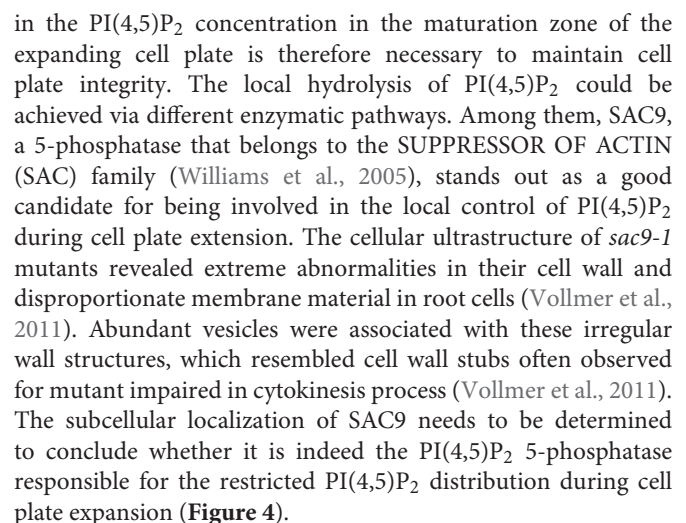 in the PI(4,5)P₂ concentration in the maturation zone of the
expanding cell plate is therefore necessary to maintain cell
plate integrity. The local hydrolysis of PI(4,5)P₂ could be
achieved via different enzymatic pathways. Among them, SAC9,
a 5-phosphatase that belongs to the SUPPRESSOR OF ACTIN
(SAC) family (Williams et al., 2005), stands out as a good
candidate for being involved in the local control of PI(4,5)P₂
during cell plate extension. The cellular ultrastructure of sac9-1
mutants revealed extreme abnormalities in their cell wall and
disproportionate membrane material in root cells (Vollmer et al.,
2011). Abundant vesicles were associated with these irregular
wall structures, which resembled cell wall stubs often observed
for mutant impaired in cytokinesis process (Vollmer et al., 2011).
The subcellular localization of SAC9 needs to be determined
to conclude whether it is indeed the PI(4,5)P₂ 5-phosphatase
responsible for the restricted PI(4,5)P₂ distribution during cell
plate expansion (Figure 4).